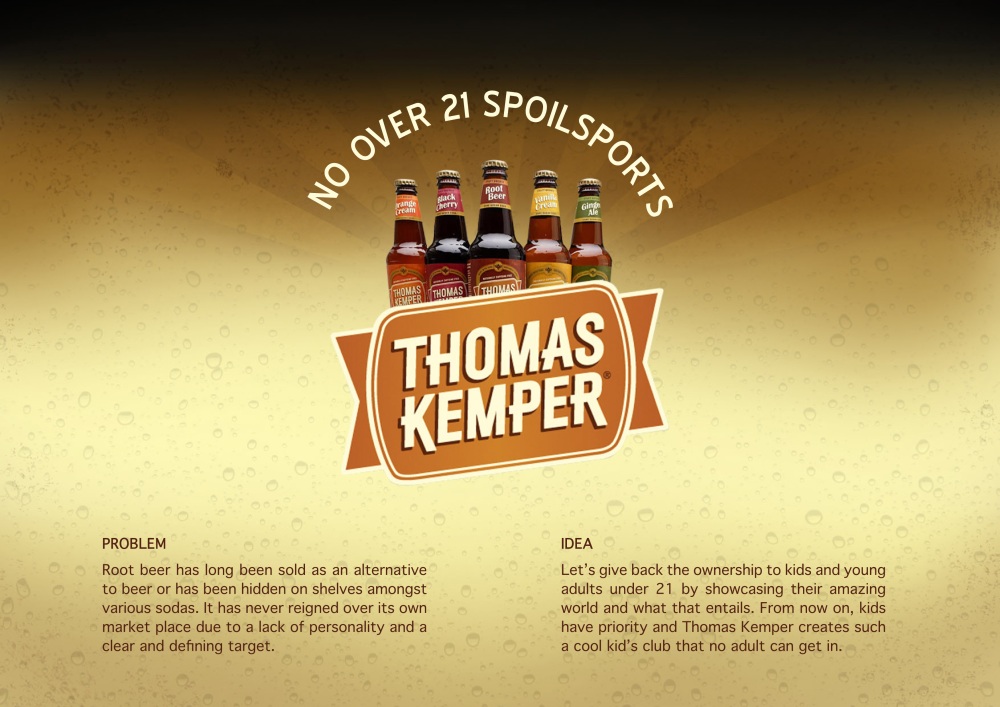 NO OVER 21 SPOILSPORTS
Orange
Cream
Black
Cherry
Root
Beer
Vanilla
Cream
Ginger
Ale
THOMAS
KEMPER
THOMAS
KEMPER
THOMAS
THOMAS
KEMPER®
PROBLEM
Root beer has long been sold as an alternative
to beer or has been hidden on shelves amongst
various sodas. It has never reigned over its own
market place due to a lack of personality and a
clear and defining target.
IDEA
Let's give back the ownership to kids and young
adults under 21 by showcasing their amazing
world and what that entails. From now on, kids
have priority and Thomas Kemper creates such
a cool kid's club that no adult can get in.